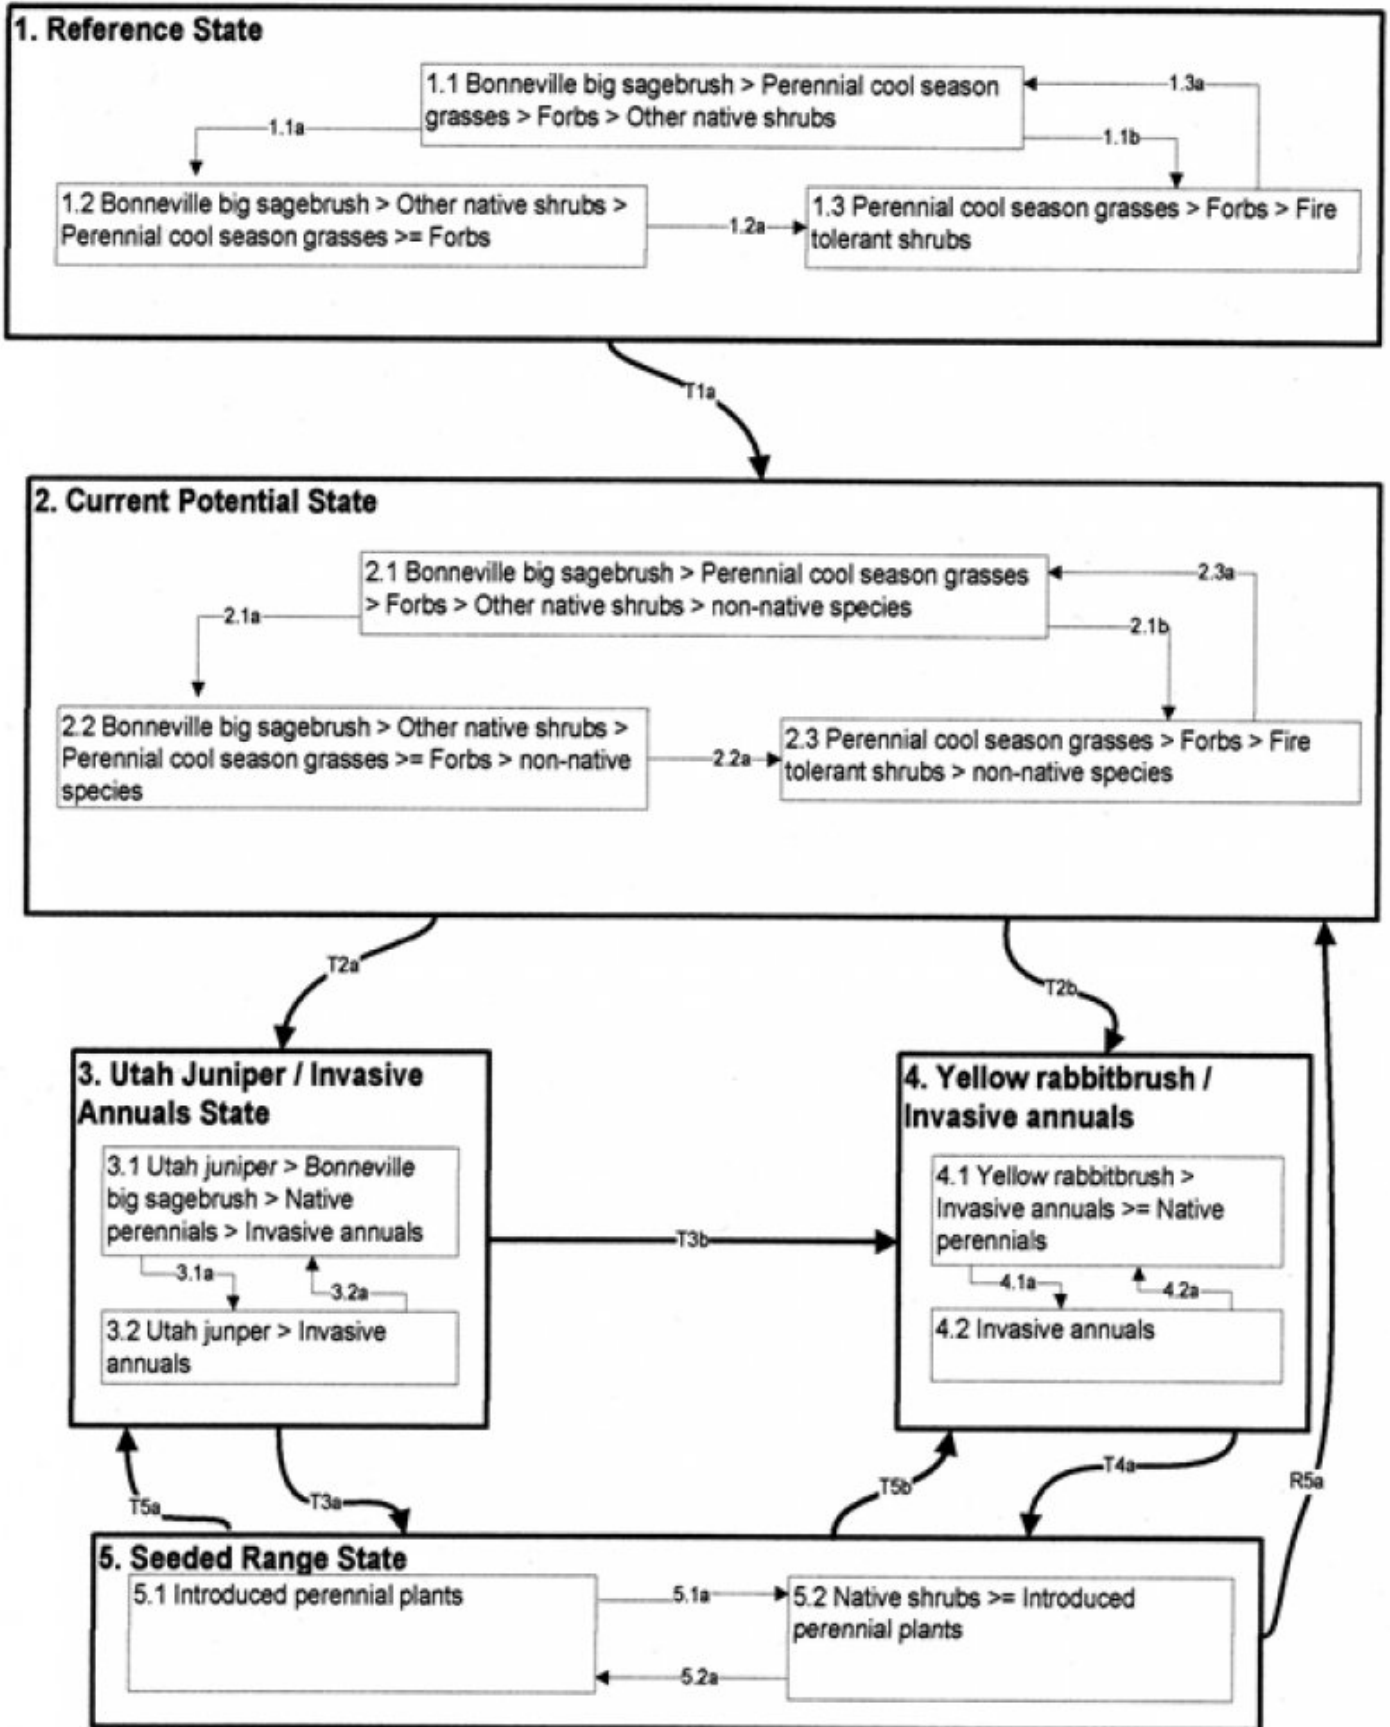 1. Reference State
1.1 Bonneville big sagebrush > Perennial cool season
grasses > Forbs > Other native shrubs
1.3a
1.1a
1.1b
1.2 Bonneville big sagebrush > Other native shrubs >
Perennial cool season grasses >= Forbs
1.2a
1.3 Perennial cool season grasses > Forbs > Fire
tolerant shrubs
T1a
2. Current Potential State
2.1 Bonneville big sagebrush > Perennial cool season grasses
> Forbs > Other native shrubs > non-native species
2.3a
2.1a
2.1b
2.2 Bonneville big sagebrush > Other native shrubs >
Perennial cool season grasses >= Forbs > non-native
species
2.2a
2.3 Perennial cool season grasses > Forbs > Fire
tolerant shrubs > non-native species
T2a
T2b
3. Utah Juniper / Invasive
Annuals State
3.1 Utah juniper > Bonneville
big sagebrush > Native
perennials > Invasive annuals
3.1a
3.2a
3.2 Utah junper > Invasive
annuals
T3b
4. Yellow rabbitbrush /
Invasive annuals
4.1 Yellow rabbitbrush >
Invasive annuals >= Native
perennials
4.1a
4.2a
4.2 Invasive annuals
T5a
T3a
T5b
T4a
R5a
5. Seeded Range State
5.1 Introduced perennial plants
5.1a
5.2 Native shrubs >= Introduced
perennial plants
5.2a